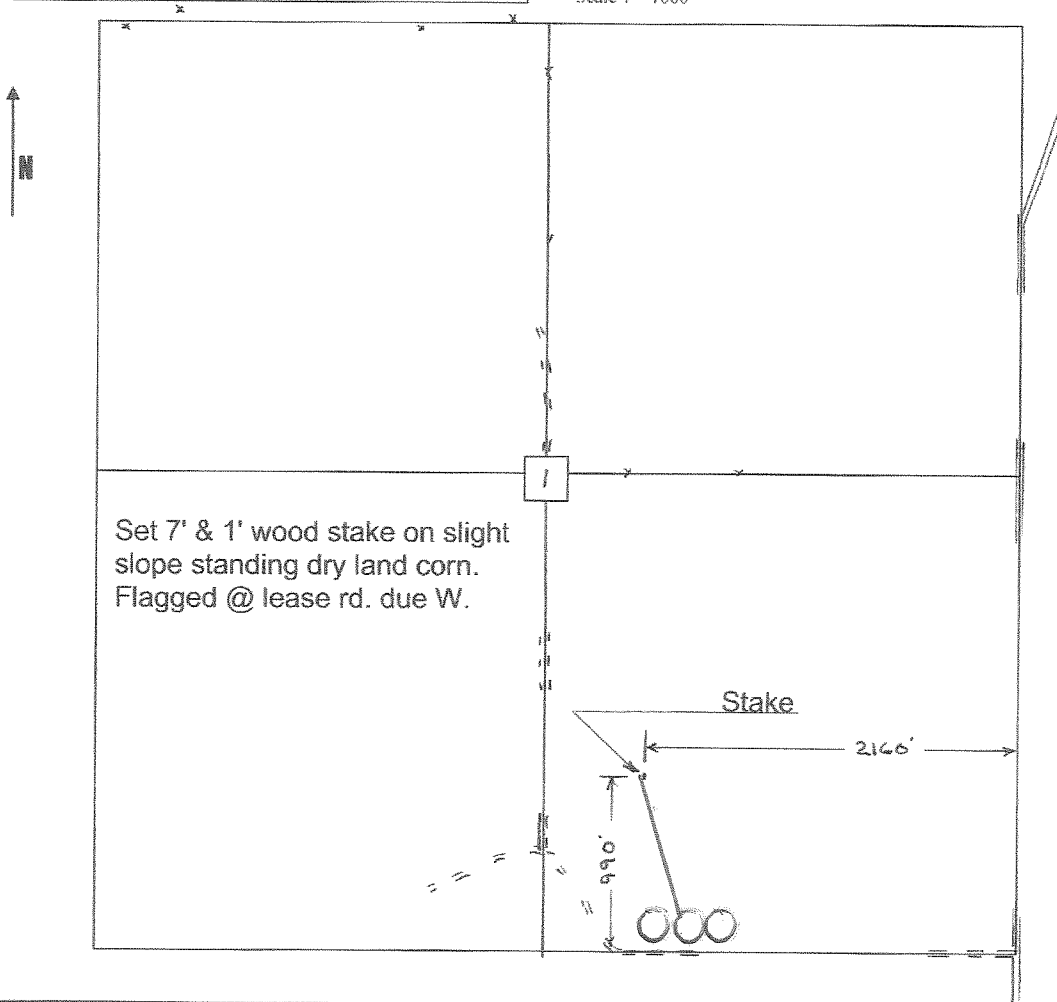 N
1
Set 7' & 1' wood stake on slight
slope standing dry land corn.
Flagged @ lease rd. due W.
Stake
2160'
990'